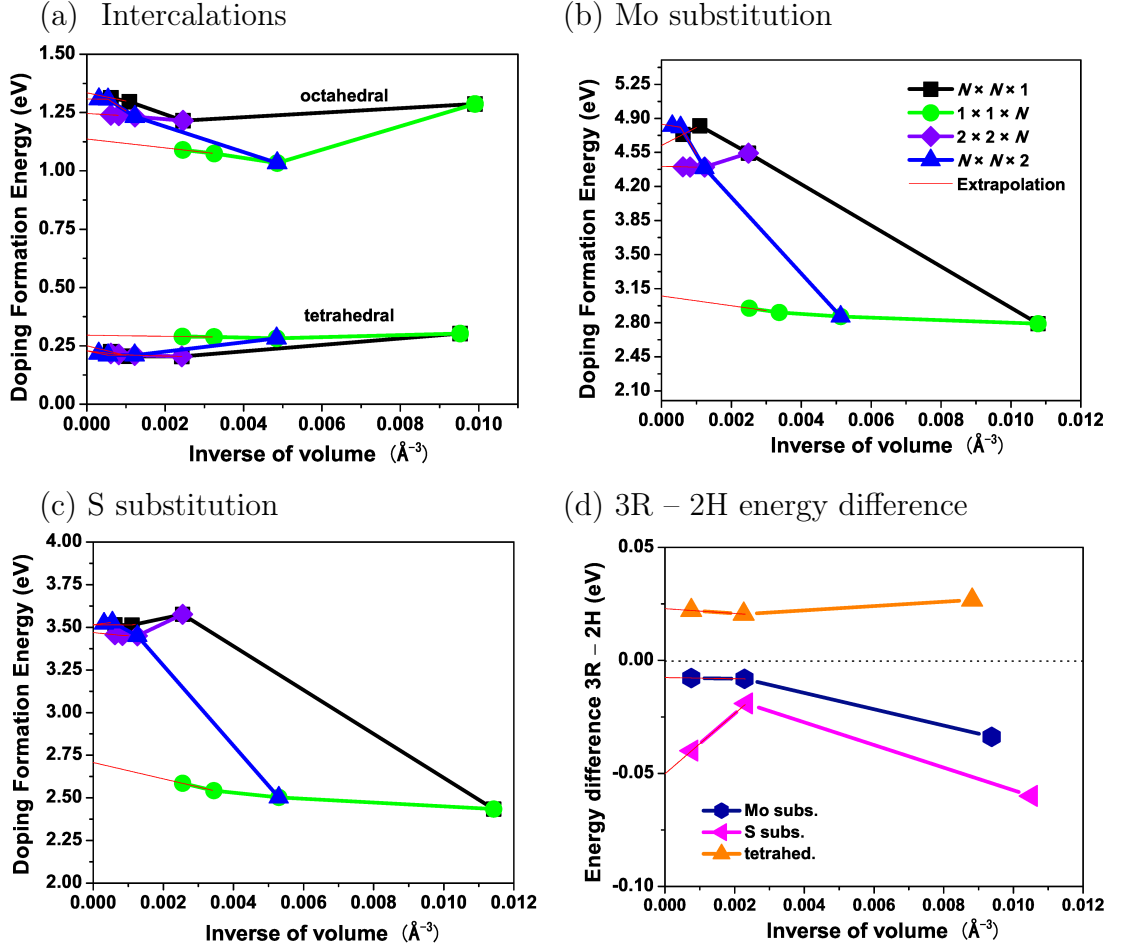 (a) Intercalations
Doping Formation Energy (eV)
1.50
1.25
1.00
0.75
0.50
0.25
0.00
octahedral
tetrahedral
0.000 0.002 0.004 0.006 0.008 0.010
Inverse of volume (Å⁻³)
(b) Mo substitution
Doping Formation Energy (eV)
5.25
4.90
4.55
4.20
3.85
3.50
3.15
2.80
2.45
2.10
N × N × 1
1 × 1 × N
2 × 2 × N
N × N × 2
Extrapolation
0.000 0.002 0.004 0.006 0.008 0.010 0.012
Inverse of volume (Å⁻³)
(c) S substitution
Doping Formation Energy (eV)
4.00
3.75
3.50
3.25
3.00
2.75
2.50
2.25
2.00
0.000 0.002 0.004 0.006 0.008 0.010 0.012
Inverse of volume (Å⁻³)
(d) 3R – 2H energy difference
Energy difference 3R – 2H (eV)
0.05
0.00
-0.05
-0.10
Mo subs.
S subs.
tetrahed.
0.000 0.002 0.004 0.006 0.008 0.010 0.012
Inverse of volume (Å⁻³)